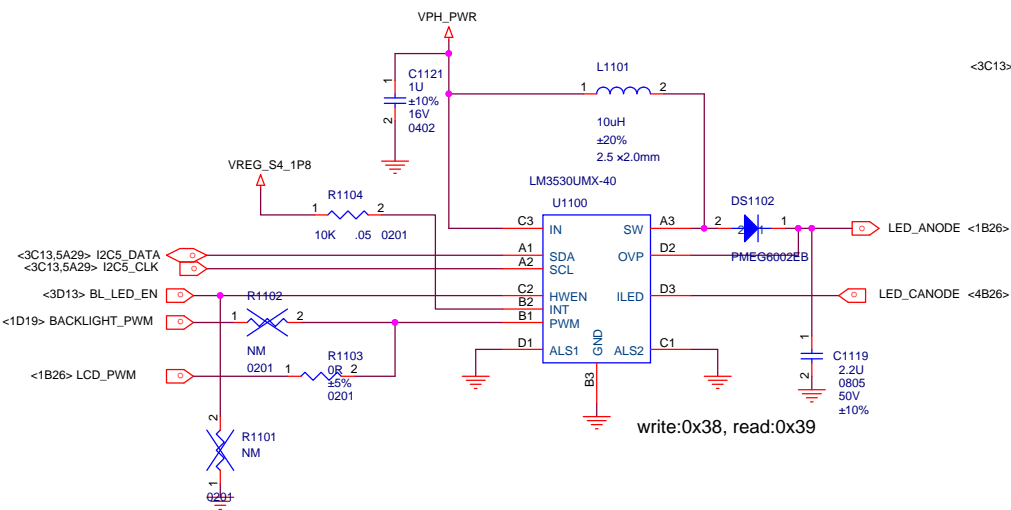 VPH_PWR
<3C13>
L1101
1 2
C1121
1U
±10%
16V
0402
1
2
10uH
±20%
2.5 ×2.0mm
VREG_S4_1P8
R1104
1 2
10K .05 0201
LM3530UMX-40
U1100
DS1102
C3 IN SW A3 2 2 1 LED_ANODE <1B26>
<3C13,5A29> I2C5_DATA A1 SDA OVP D2 PMEG6002EB
<3C13,5A29> I2C5_CLK A2 SCL
<3D13> BL_LED_EN C2 HWEN ILED D3 LED_CANODE <4B26>
B2 INT
R1102
<1D19> BACKLIGHT_PWM 1 2 B1 PWM
NM
0201
D1 ALS1 GND ALS2 C1
B3
R1103
<1B26> LCD_PWM 1 0R 2
±5%
0201
1
2
C1119
2.2U
0805
50V
±10%
write:0x38, read:0x39
2
R1101
NM
1
0201